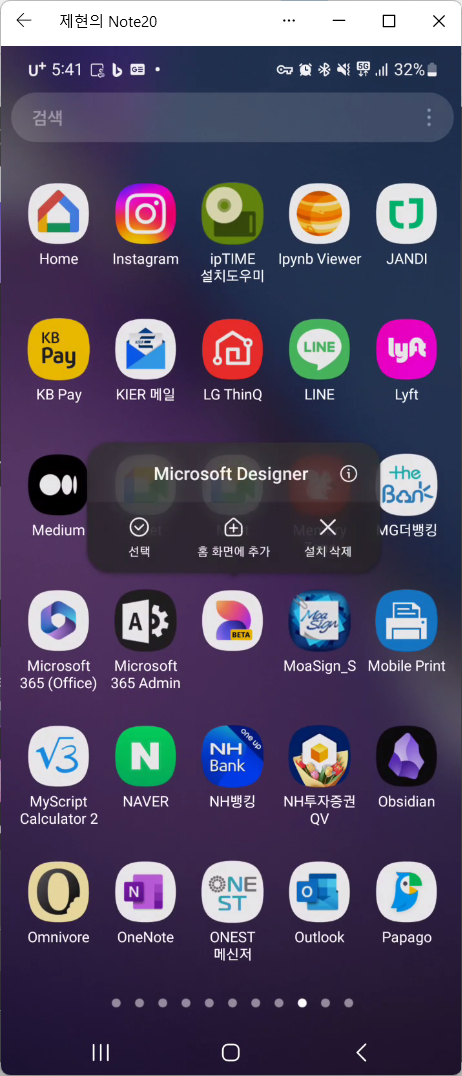 제현의 Note20
U+ 5:41 GE 5G 32%
검색
Home
Instagram
ipTIME
설치도우미
Ipynb Viewer
JANDI
KB
Pay
KB Pay
KIER 메일
LG ThinQ
LINE
LINE
lyft
Lyft
the
Bank
Medium
Microsoft Designer
MG더뱅킹
선택
홈 화면에 추가
설치 삭제
A
BETA
Moa
Sign
Microsoft
365 (Office)
Microsoft
365 Admin
MoaSign_S
Mobile Print
√3
N
one up
NH
Bank
MyScript
Calculator 2
NAVER
NH뱅킹
NH투자증권
QV
Obsidian
O
N
ONE
ST
O
Omnivore
OneNote
ONEST
메신저
Outlook
Papago